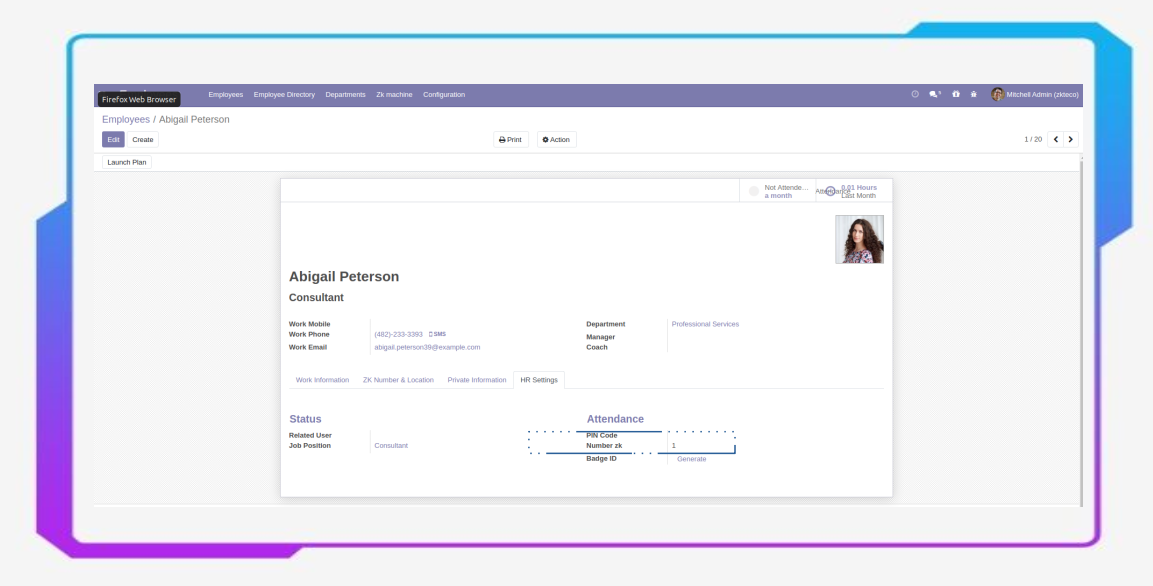 Firefox Web Browser Employees Employee Directory Departments Zk machine Configuration Mitchell Admin (zkteco)
Employees / Abigail Peterson
Edit Create Print Action 1 / 20
Launch Plan
Not Attende... Attendance 0.01 Hours
a month Last Month
Abigail Peterson
Consultant
Work Mobile Department Professional Services
Work Phone (482)-233-3393 SMS Manager
Work Email abigail.peterson39@example.com Coach
Work Information ZK Number & Location Private Information HR Settings
Status Attendance
Related User PIN Code
Job Position Consultant Number zk 1
Badge ID Generate